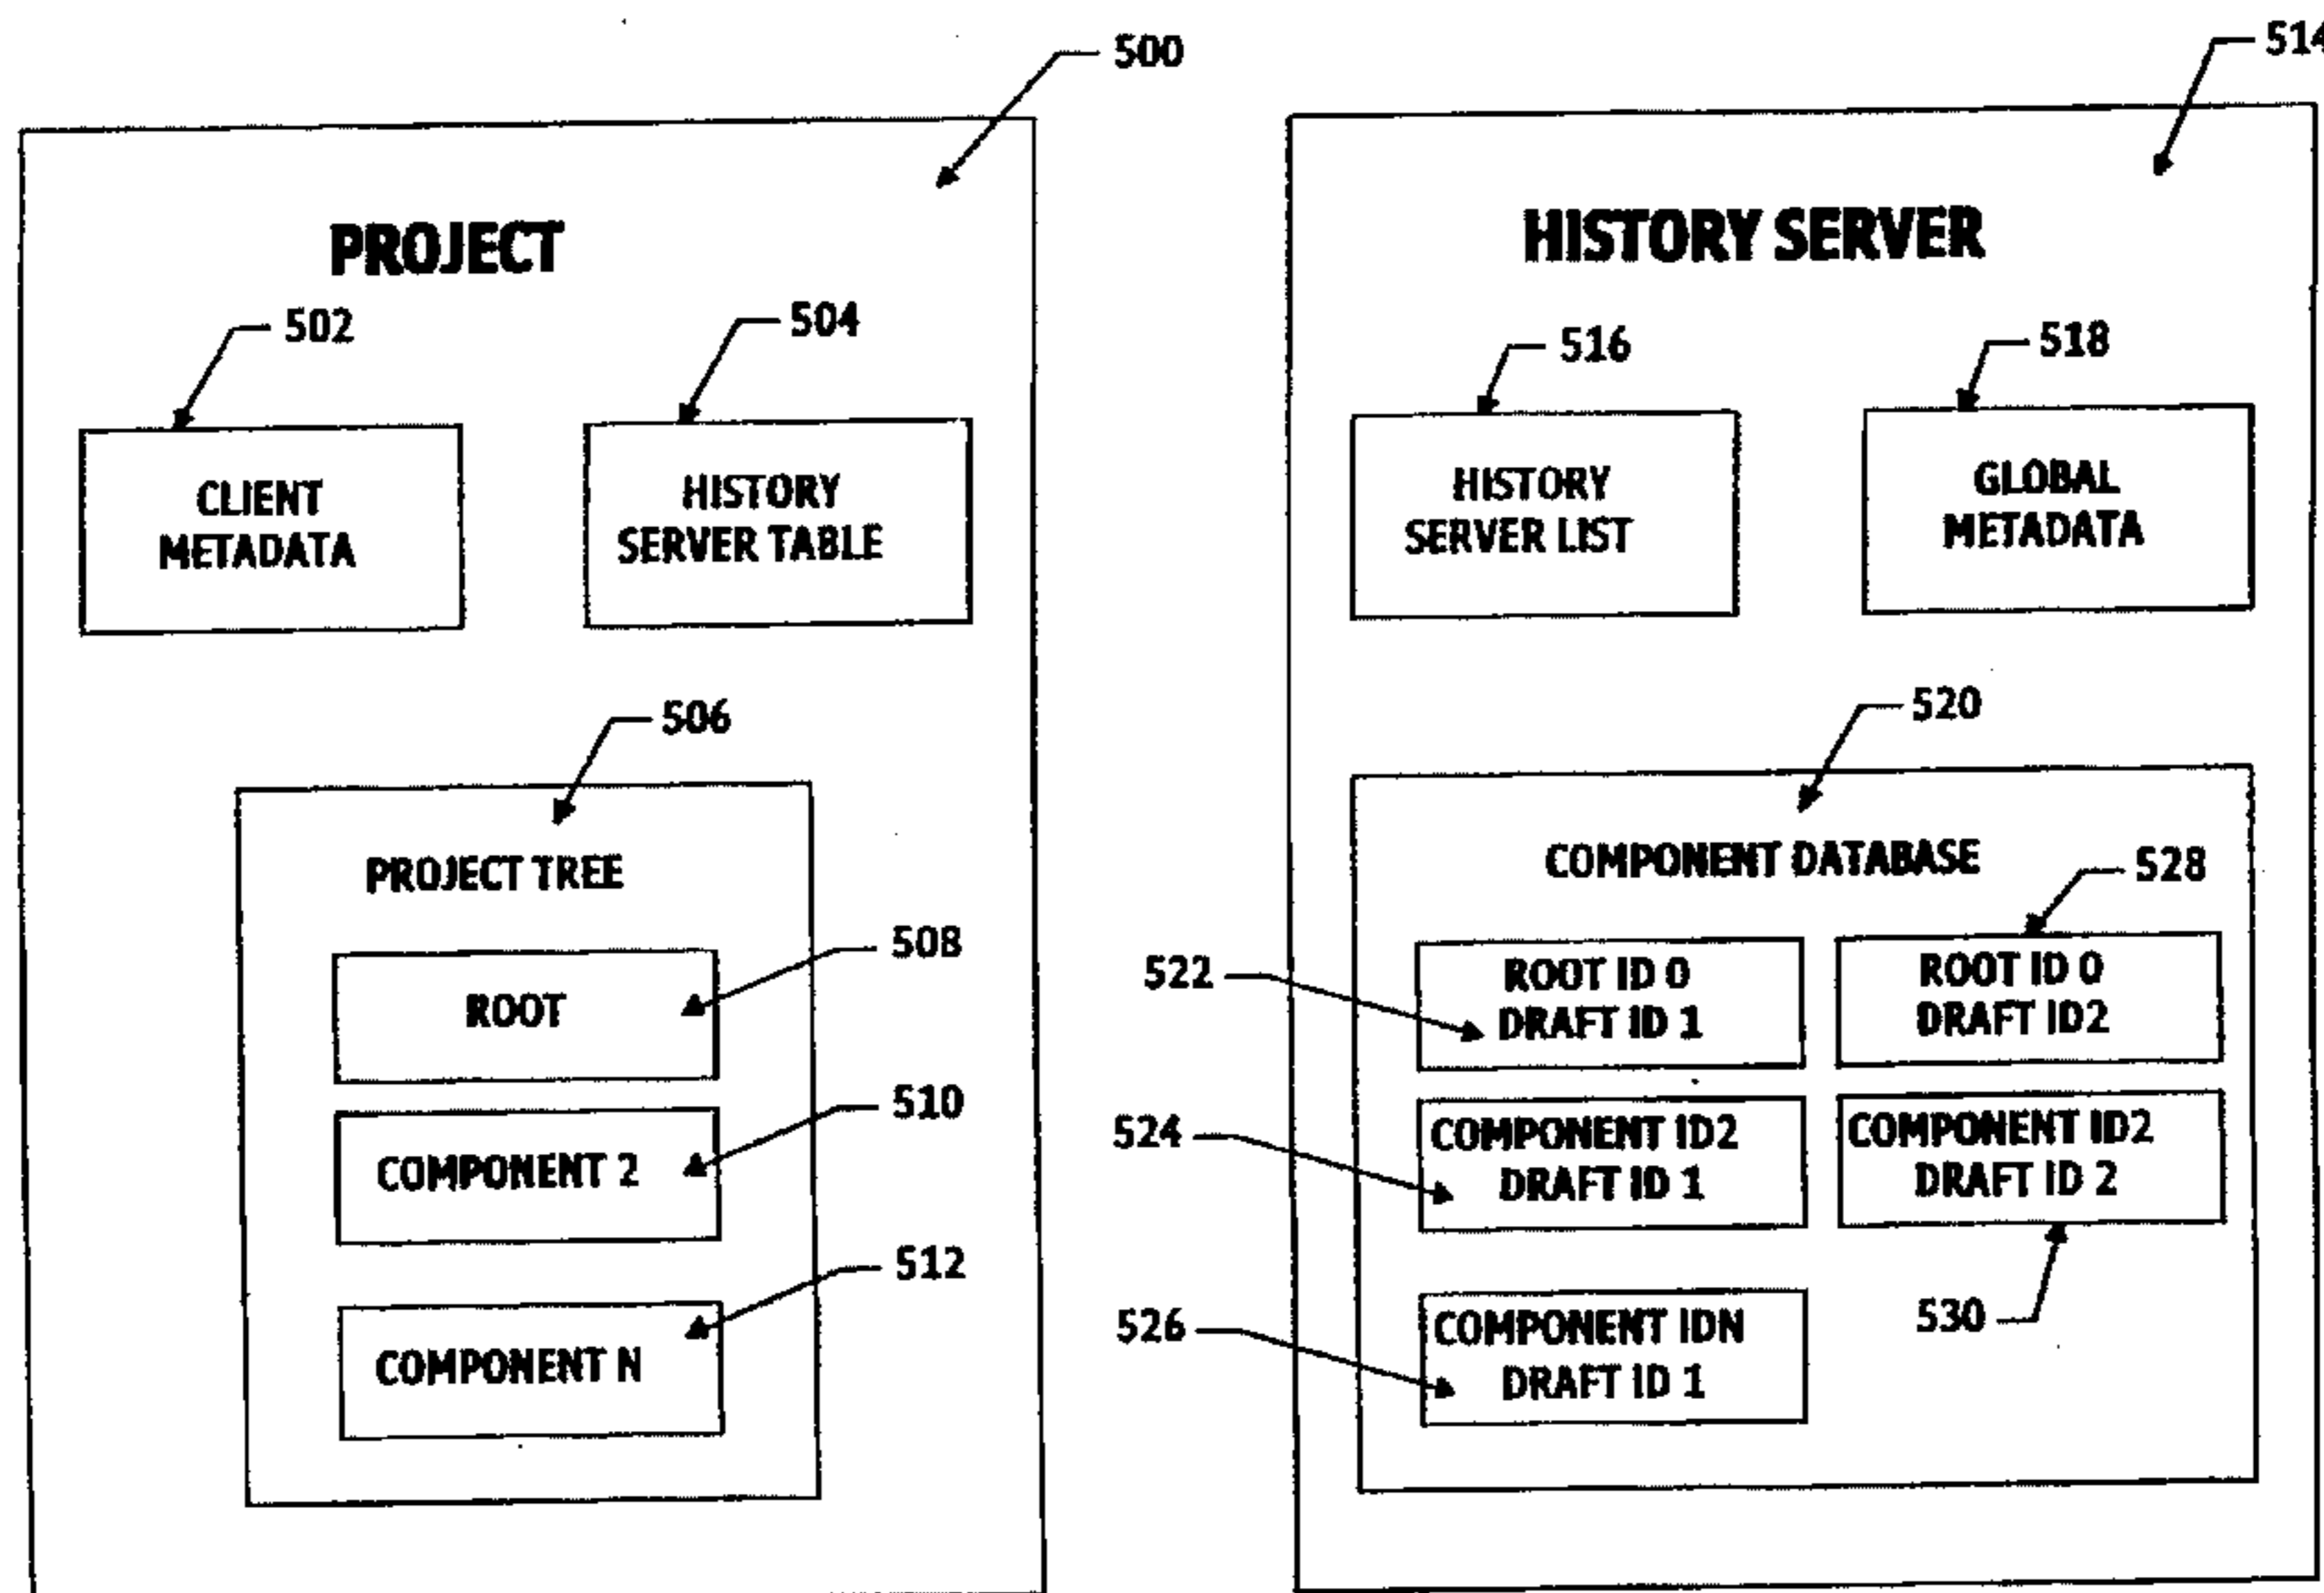 500
PROJECT
502
504
CLIENT
METADATA
HISTORY
SERVER TABLE
506
PROJECT TREE
508
ROOT
510
COMPONENT 2
512
COMPONENT N
514
HISTORY SERVER
516
518
HISTORY
SERVER LIST
GLOBAL
METADATA
520
COMPONENT DATABASE
528
522
ROOT ID 0
DRAFT ID 1
ROOT ID 0
DRAFT ID2
524
COMPONENT ID2
DRAFT ID 1
COMPONENT ID2
DRAFT ID 2
526
COMPONENT IDN
DRAFT ID 1
530